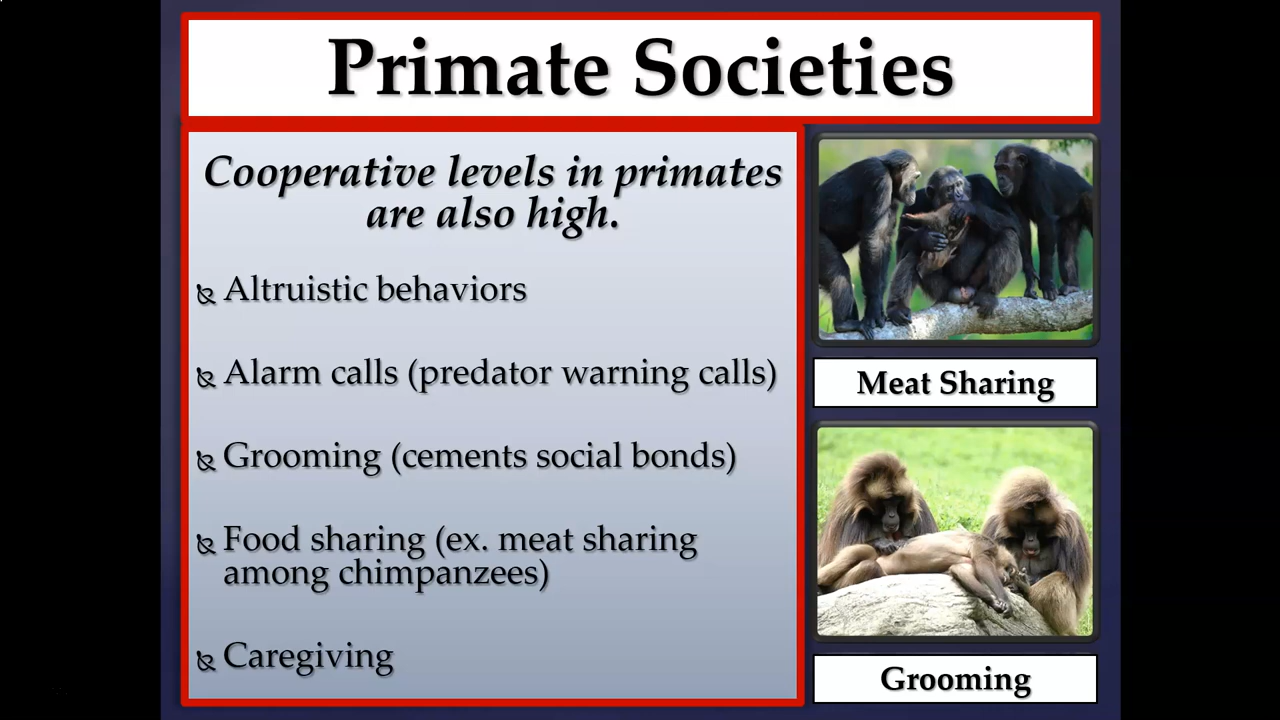 Primate Societies
Cooperative levels in primates
are also high.
Altruistic behaviors
Alarm calls (predator warning calls)
Grooming (cements social bonds)
Food sharing (ex. meat sharing
among chimpanzees)
Caregiving
Meat Sharing
Grooming